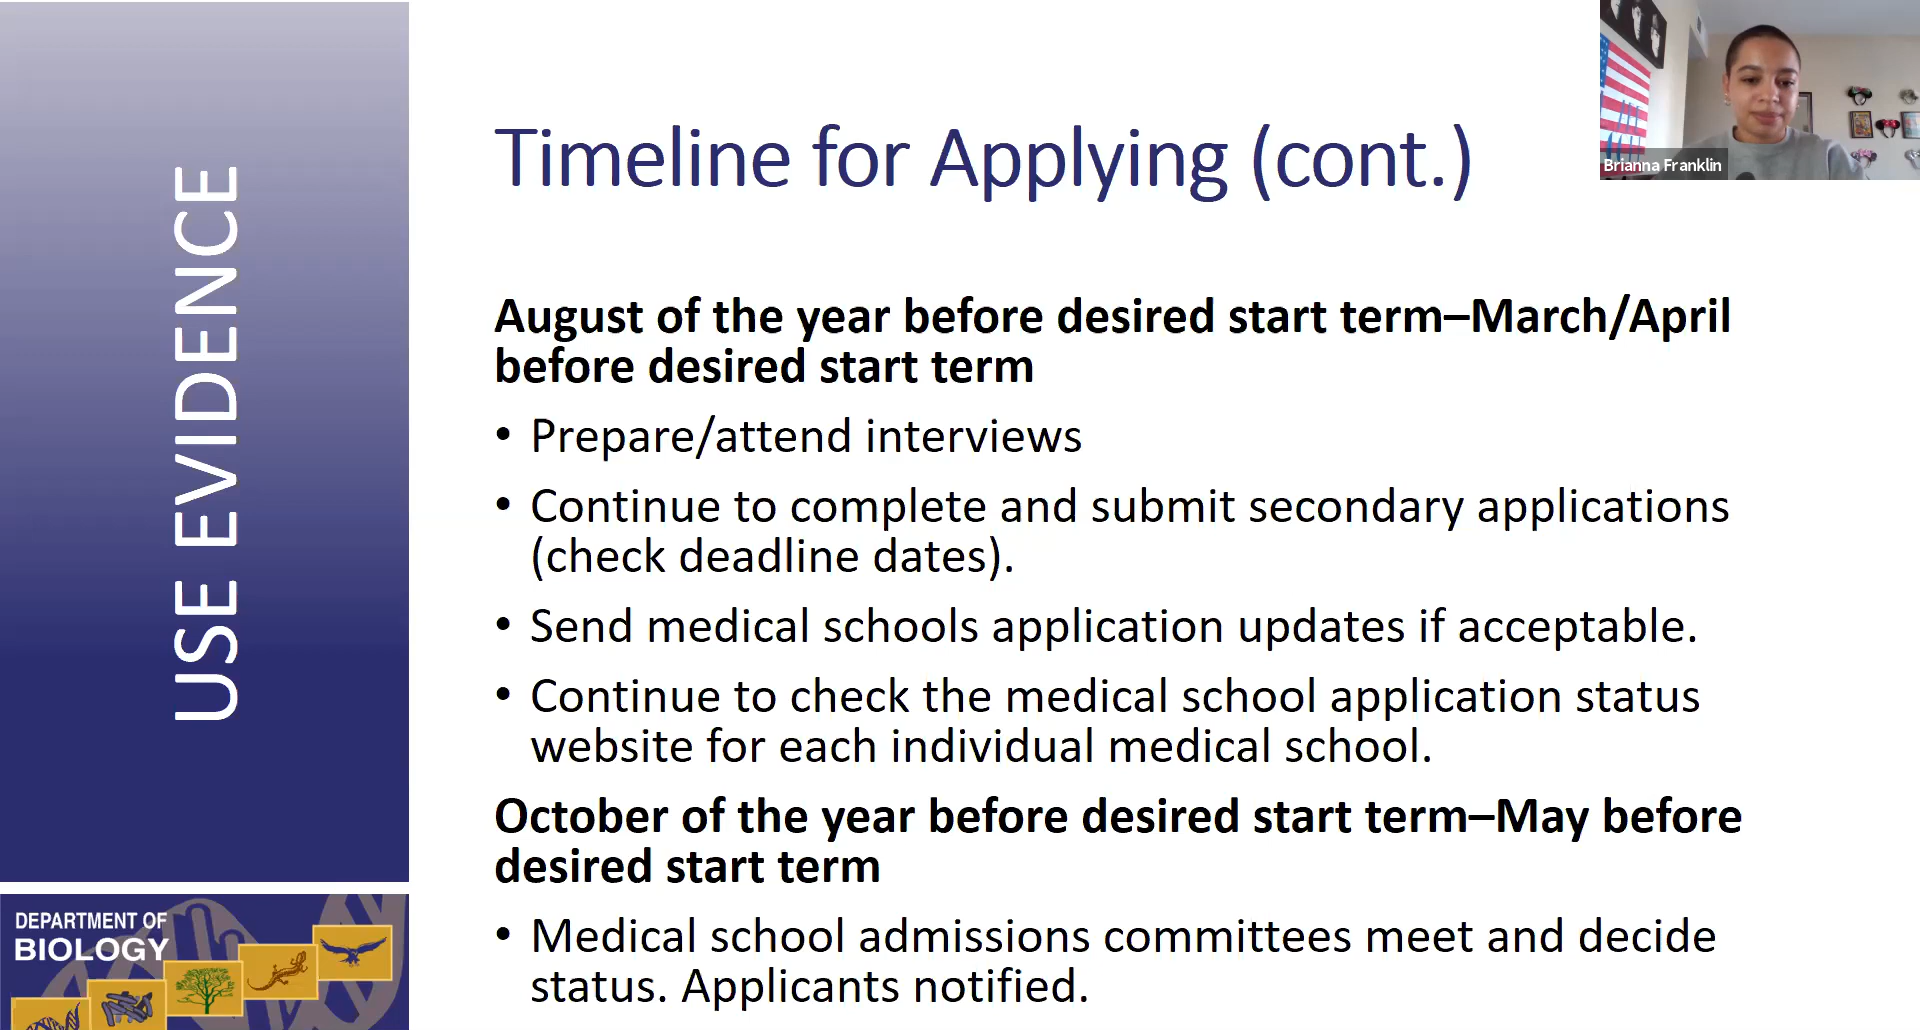 USE EVIDENCE
Timeline for Applying (cont.)
Brianna Franklin
August of the year before desired start term–March/April
before desired start term
• Prepare/attend interviews
• Continue to complete and submit secondary applications
(check deadline dates).
• Send medical schools application updates if acceptable.
• Continue to check the medical school application status
website for each individual medical school.
October of the year before desired start term–May before
desired start term
• Medical school admissions committees meet and decide
status. Applicants notified.
DEPARTMENT OF
BIOLOGY